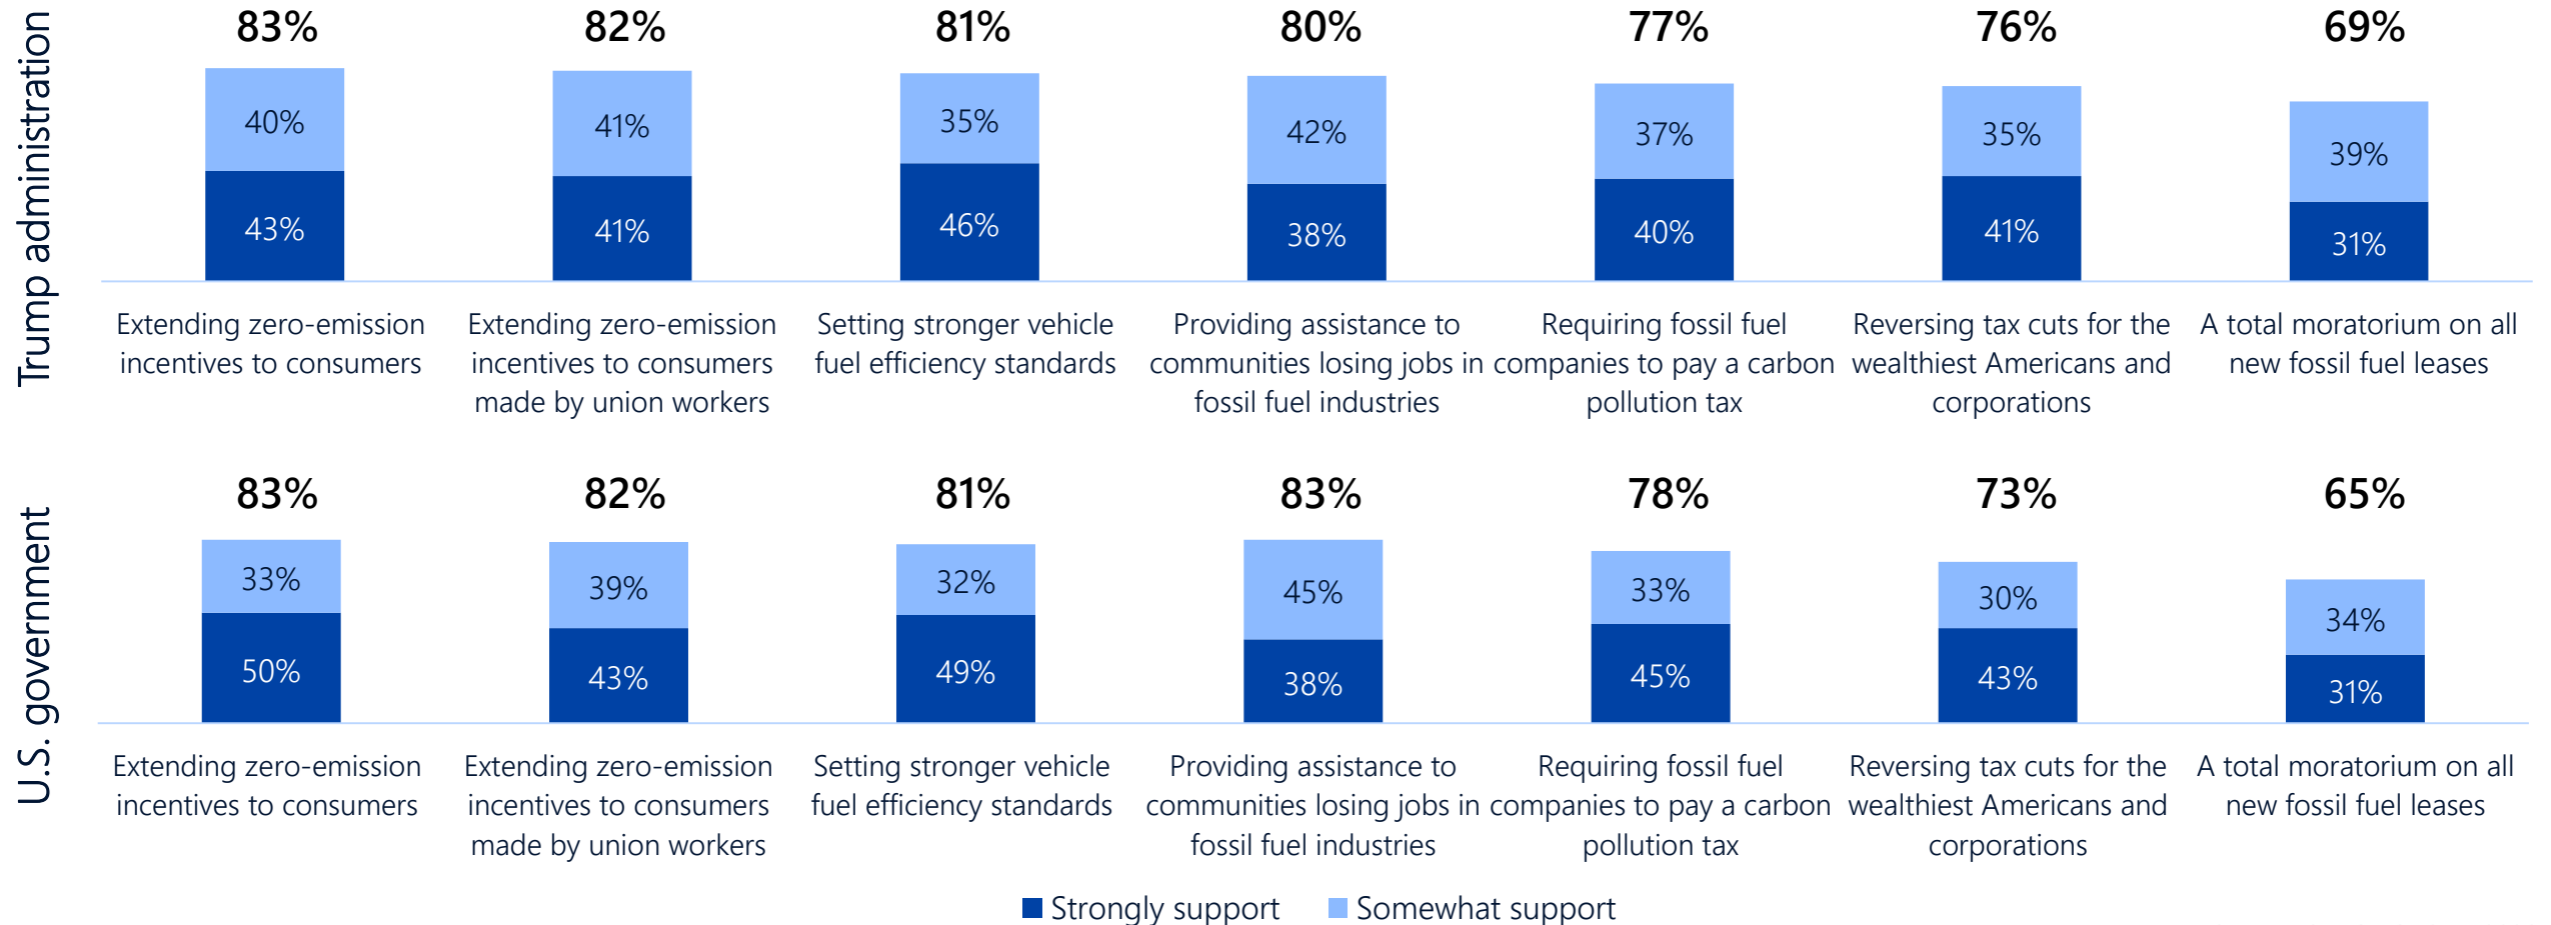 Trump administration
83% 82% 81% 80% 77% 76% 69%
40% 41% 35% 42% 37% 35% 39%
43% 41% 46% 38% 40% 41% 31%
Extending zero-emission
incentives to consumers
Extending zero-emission
incentives to consumers
made by union workers
Setting stronger vehicle
fuel efficiency standards
Providing assistance to
communities losing jobs in
fossil fuel industries
Requiring fossil fuel
companies to pay a carbon
pollution tax
Reversing tax cuts for the
wealthiest Americans and
corporations
A total moratorium on all
new fossil fuel leases
U.S. government
83% 82% 81% 83% 78% 73% 65%
33% 39% 32% 45% 33% 30% 34%
50% 43% 49% 38% 45% 43% 31%
Extending zero-emission
incentives to consumers
Extending zero-emission
incentives to consumers
made by union workers
Setting stronger vehicle
fuel efficiency standards
Providing assistance to
communities losing jobs in
fossil fuel industries
Requiring fossil fuel
companies to pay a carbon
pollution tax
Reversing tax cuts for the
wealthiest Americans and
corporations
A total moratorium on all
new fossil fuel leases
Strongly support Somewhat support